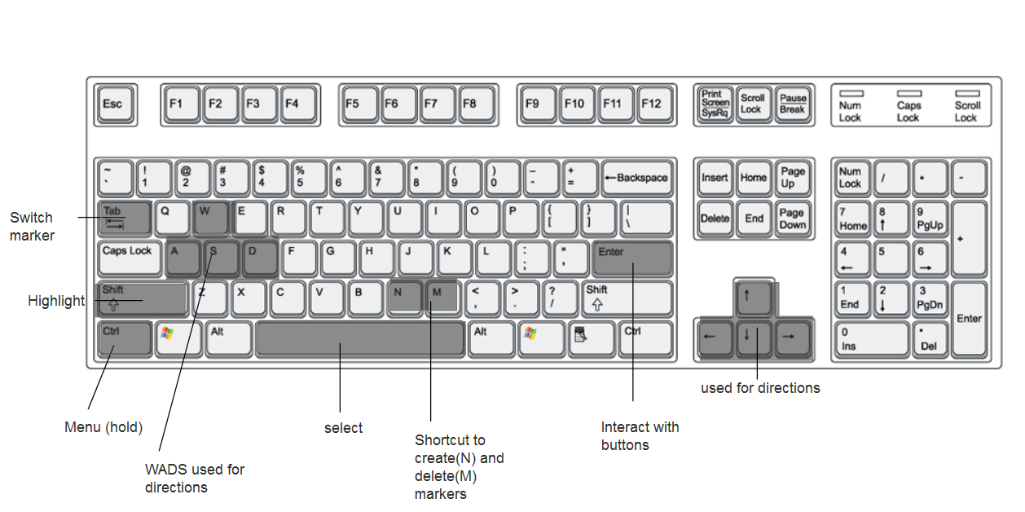 Esc F1 F2 F3 F4 F5 F6 F7 F8 F9 F10 F11 F12 Print Screen SysRq Scroll Lock Pause Break Num Lock Caps Lock Scroll Lock
~ ` ! 1 @ 2 # 3 $ 4 % 5 ^ 6 & 7 * 8 ( 9 ) 0 _ - + = ←Backspace Insert Home Page Up Num Lock / * -
Tab Q W E R T Y U I O P { [ } ] | \ Delete End Page Down 7 Home 8 ↑ 9 PgUp +
Switch
marker
Caps Lock A S D F G H J K L : ; " ' Enter 4 ← 5 6 →
Highlight
Shift Z X C V B N M < , > . ? / Shift ↑ 1 End 2 ↓ 3 PgDn Enter
Ctrl Alt Alt Ctrl ← ↓ → 0 Ins . Del
used for directions
Menu (hold)
select
Interact with
buttons
Shortcut to
create(N) and
delete(M)
markers
WADS used for
directions